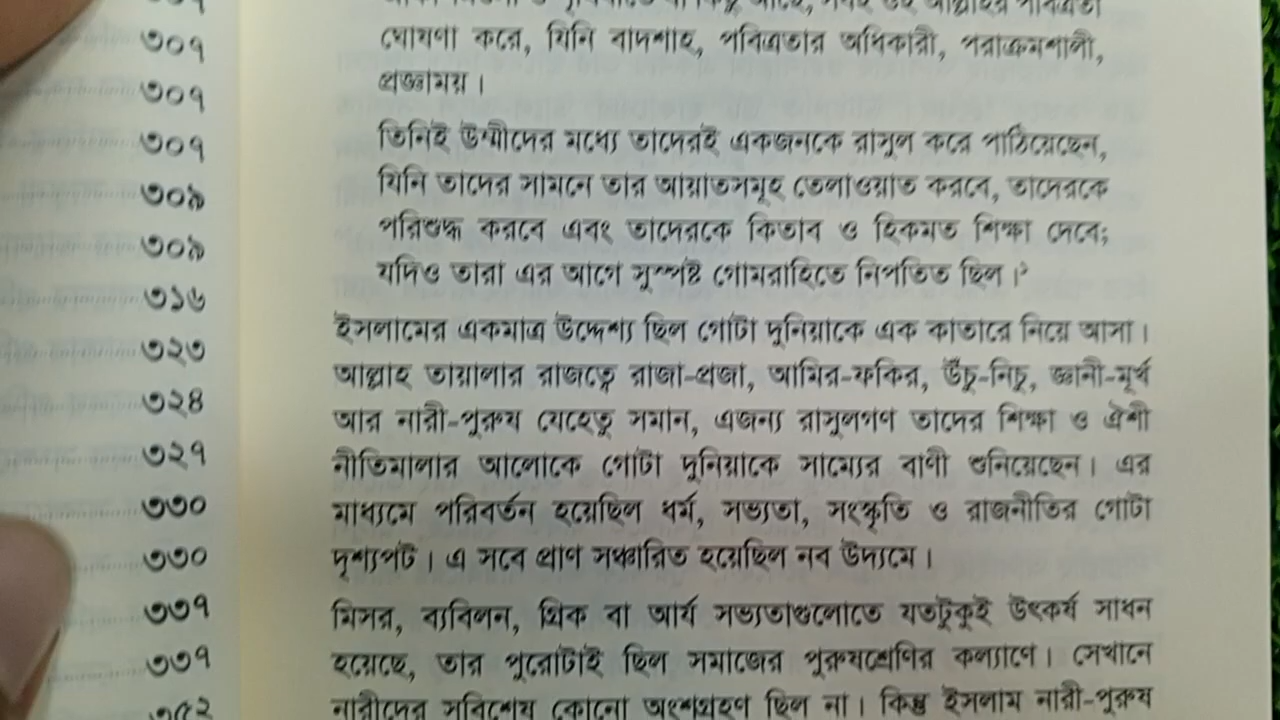 ৩০৭
৩০৭
৩০৭
৩০৯
৩০৯
৩১৬
৩২৩
৩২৪
৩২৭
৩৩০
৩৩০
৩৩৭
৩৩৭
৩৫২
ঘোষণা করে, যিনি বাদশাহ, পবিত্রতার অধিকারী, পরাক্রমশালী,
প্রজ্ঞাময়।
তিনিই উম্মীদের মধ্যে তাদেরই একজনকে রাসুল করে পাঠিয়েছেন,
যিনি তাদের সামনে তার আয়াতসমূহ তেলাওয়াত করবে, তাদেরকে
পরিশুদ্ধ করবে এবং তাদেরকে কিতাব ও হিকমত শিক্ষা দেবে;
যদিও তারা এর আগে সুস্পষ্ট গোমরাহিতে নিপতিত ছিল।১
ইসলামের একমাত্র উদ্দেশ্য ছিল গোটা দুনিয়াকে এক কাতারে নিয়ে আসা।
আল্লাহ তায়ালার রাজত্বে রাজা-প্রজা, আমির-ফকির, উঁচু-নিচু, জ্ঞানী-মূর্খ
আর নারী-পুরুষ যেহেতু সমান, এজন্য রাসুলগণ তাদের শিক্ষা ও ঐশী
নীতিমালার আলোকে গোটা দুনিয়াকে সাম্যের বাণী শুনিয়েছেন। এর
মাধ্যমে পরিবর্তন হয়েছিল ধর্ম, সভ্যতা, সংস্কৃতি ও রাজনীতির গোটা
দৃশ্যপট। এ সবে প্রাণ সঞ্চারিত হয়েছিল নব উদ্যমে।
মিসর, ব্যবিলন, গ্রিক বা আর্য সভ্যতাগুলোতে যতটুকুই উৎকর্ষ সাধন
হয়েছে, তার পুরোটাই ছিল সমাজের পুরুষশ্রেণির কল্যাণে। সেখানে
নারীদের সবিশেষ কোনো অংশগ্রহণ ছিল না। কিন্তু ইসলাম নারী-পুরুষ